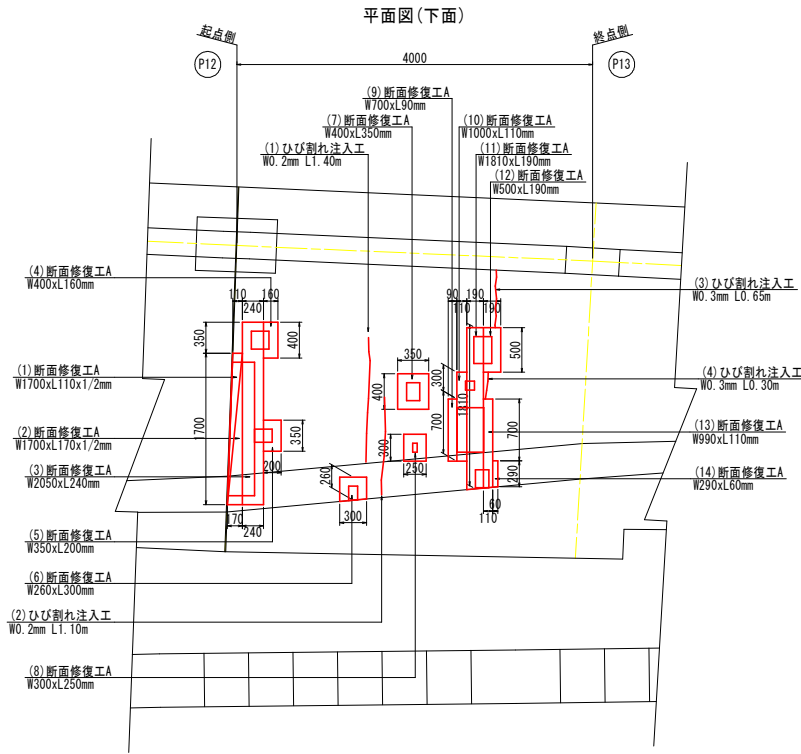 平面図(下面)
起点側
終点側
P12
P13
4000
(9)断面修復工A
W700xL90mm
(7)断面修復工A
W400xL350mm
(10)断面修復工A
W1000xL110mm
(1)ひび割れ注入工
W0.2mm L1.40m
(11)断面修復工A
W1810xL190mm
(12)断面修復工A
W500xL190mm
(4)断面修復工A
W400xL160mm
(3)ひび割れ注入工
W0.3mm L0.65m
110
160
240
90
190
110
190
350
400
350
500
(1)断面修復工A
W1700xL110x1/2mm
400
300
1810
(4)ひび割れ注入工
W0.3mm L0.30m
1700
350
300
700
700
(13)断面修復工A
W990xL110mm
(2)断面修復工A
W1700xL170x1/2mm
200
250
260
290
(3)断面修復工A
W2050xL240mm
(14)断面修復工A
W290xL60mm
60
110
170
240
300
(5)断面修復工A
W350xL200mm
(6)断面修復工A
W260xL300mm
(2)ひび割れ注入工
W0.2mm L1.10m
(8)断面修復工A
W300xL250mm